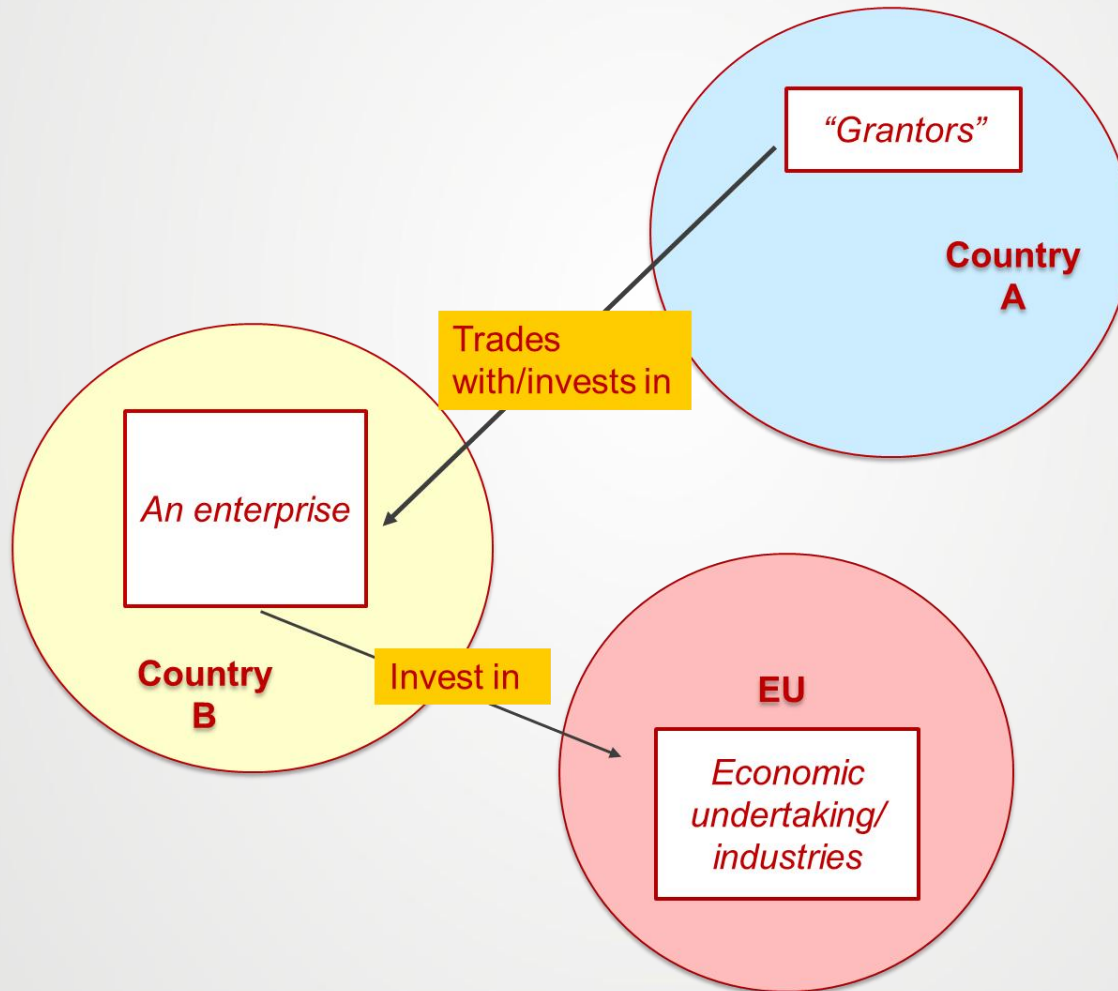 “Grantors”
Country
A
Trades
with/invests in
An enterprise
Country
B
Invest in
EU
Economic
undertaking/
industries